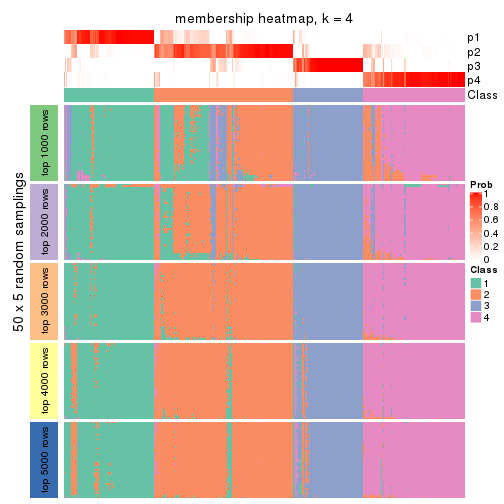 membership heatmap, k = 4
p1
p2
p3
p4
Class
50 x 5 random samplings
top 1000 rows
top 2000 rows
top 3000 rows
top 4000 rows
top 5000 rows
Prob
1
0.8
0.6
0.4
0.2
0
Class
1
2
3
4